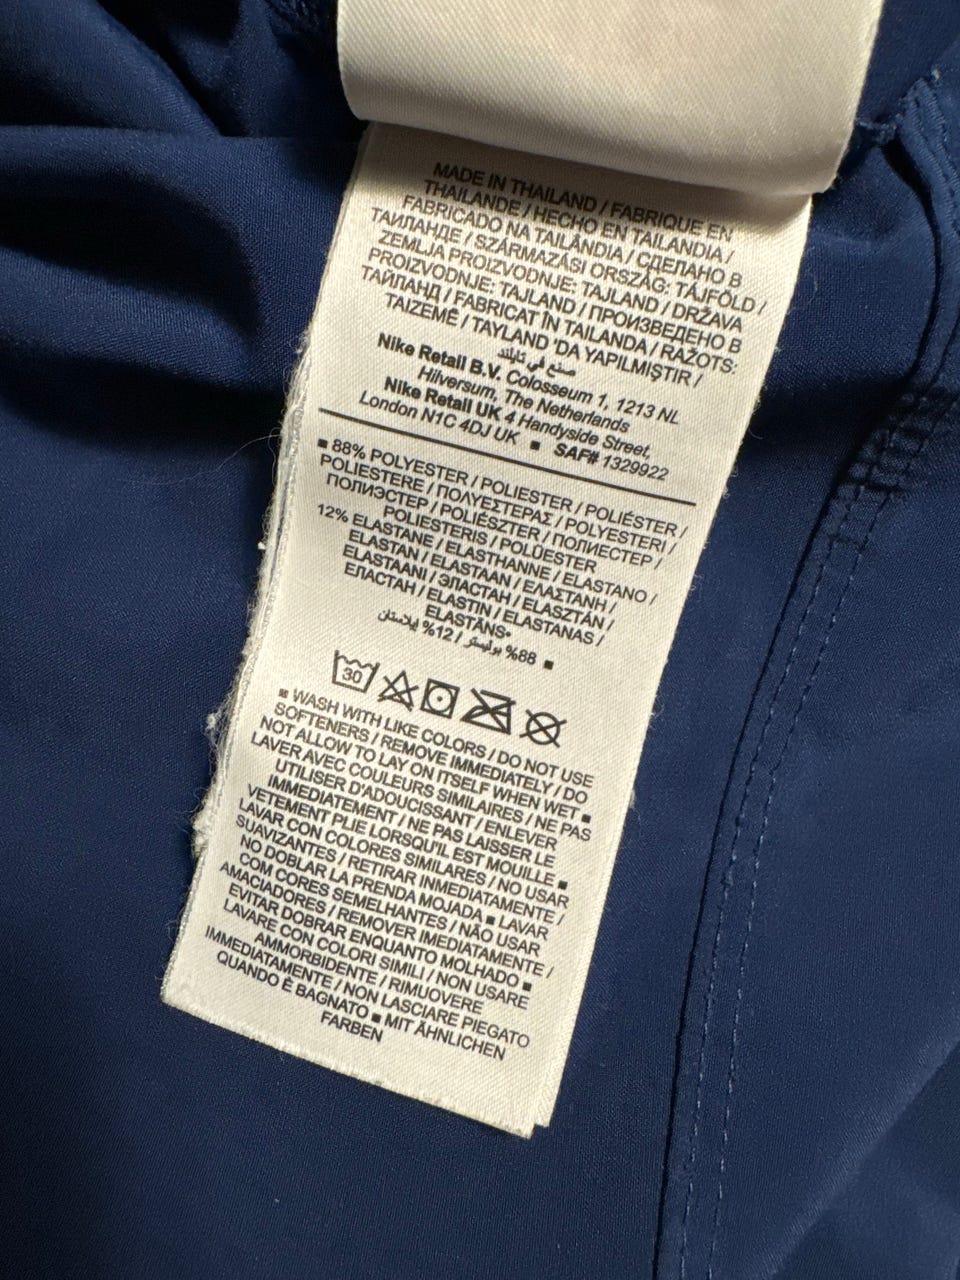 MADE IN THAILAND / FABRIQUE EN
THAILANDE / HECHO EN TAILANDIA /
FABRICADO NA TAILÂNDIA / СДЕЛАНО В
ТАИЛАНДЕ / SZÁRMAZÁSI ORSZÁG: TÁJFÖLD /
ZEMLJA PROIZVODNJE: TAJLAND / DRŽAVA
PROIZVODNJE: TAJLAND / ПРОИЗВЕДЕНО В
ТАЙЛАНД / FABRICAT ÎN TAILANDA / RAŽOTS:
TAIZEMĒ / TAYLAND 'DA YAPILMIŞTIR /
صنع في تايلند
Nike Retail B.V. Colosseum 1, 1213 NL
Hilversum, The Netherlands
Nike Retail UK 4 Handyside Street,
London N1C 4DJ UK ■ SAF# 1329922
■ 88% POLYESTER / POLIESTER / POLIÉSTER /
POLIESTERE / ΠΟΛΥΕΣΤΕΡΑΣ / POLYESTERI /
ПОЛИЭСТЕР / POLIÉSZTER / ПОЛИЕСТЕР /
POLIESTERIS / POLÜESTER
12% ELASTANE / ELASTHANNE / ELASTANO /
ELASTAN / ELASTAAN / ΕΛΑΣΤΑΝΗ /
ELASTAANI / ЭЛАСТАН / ELASZTÁN /
ЕЛАСТАН / ELASTIN / ELASTANAS /
ELASTĀNS•
88% بوليستر / 12% إيلاستان ■
30
■ WASH WITH LIKE COLORS / DO NOT USE
SOFTENERS / REMOVE IMMEDIATELY / DO
NOT ALLOW TO LAY ON ITSELF WHEN WET ■
LAVER AVEC COULEURS SIMILAIRES / NE PAS
UTILISER D'ADOUCISSANT / ENLEVER
IMMEDIATEMENT / NE PAS LAISSER LE
VETEMENT PLIE LORSQU'IL EST MOUILLE ■
LAVAR CON COLORES SIMILARES / NO USAR
SUAVIZANTES / RETIRAR INMEDIATAMENTE /
NO DOBLAR LA PRENDA MOJADA ■ LAVAR
COM CORES SEMELHANTES / NÃO USAR
AMACIADORES / REMOVER IMEDIATAMENTE /
EVITAR DOBRAR ENQUANTO MOLHADO ■
LAVARE CON COLORI SIMILI / NON USARE
AMMORBIDENTE / RIMUOVERE
IMMEDIATAMENTE / NON LASCIARE PIEGATO
QUANDO È BAGNATO ■ MIT ÄHNLICHEN
FARBEN